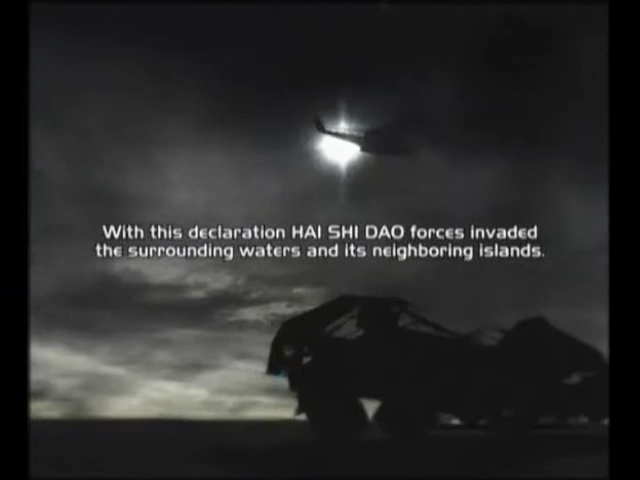 With this declaration HAI SHI DAO forces invaded
the surrounding waters and its neighboring islands.